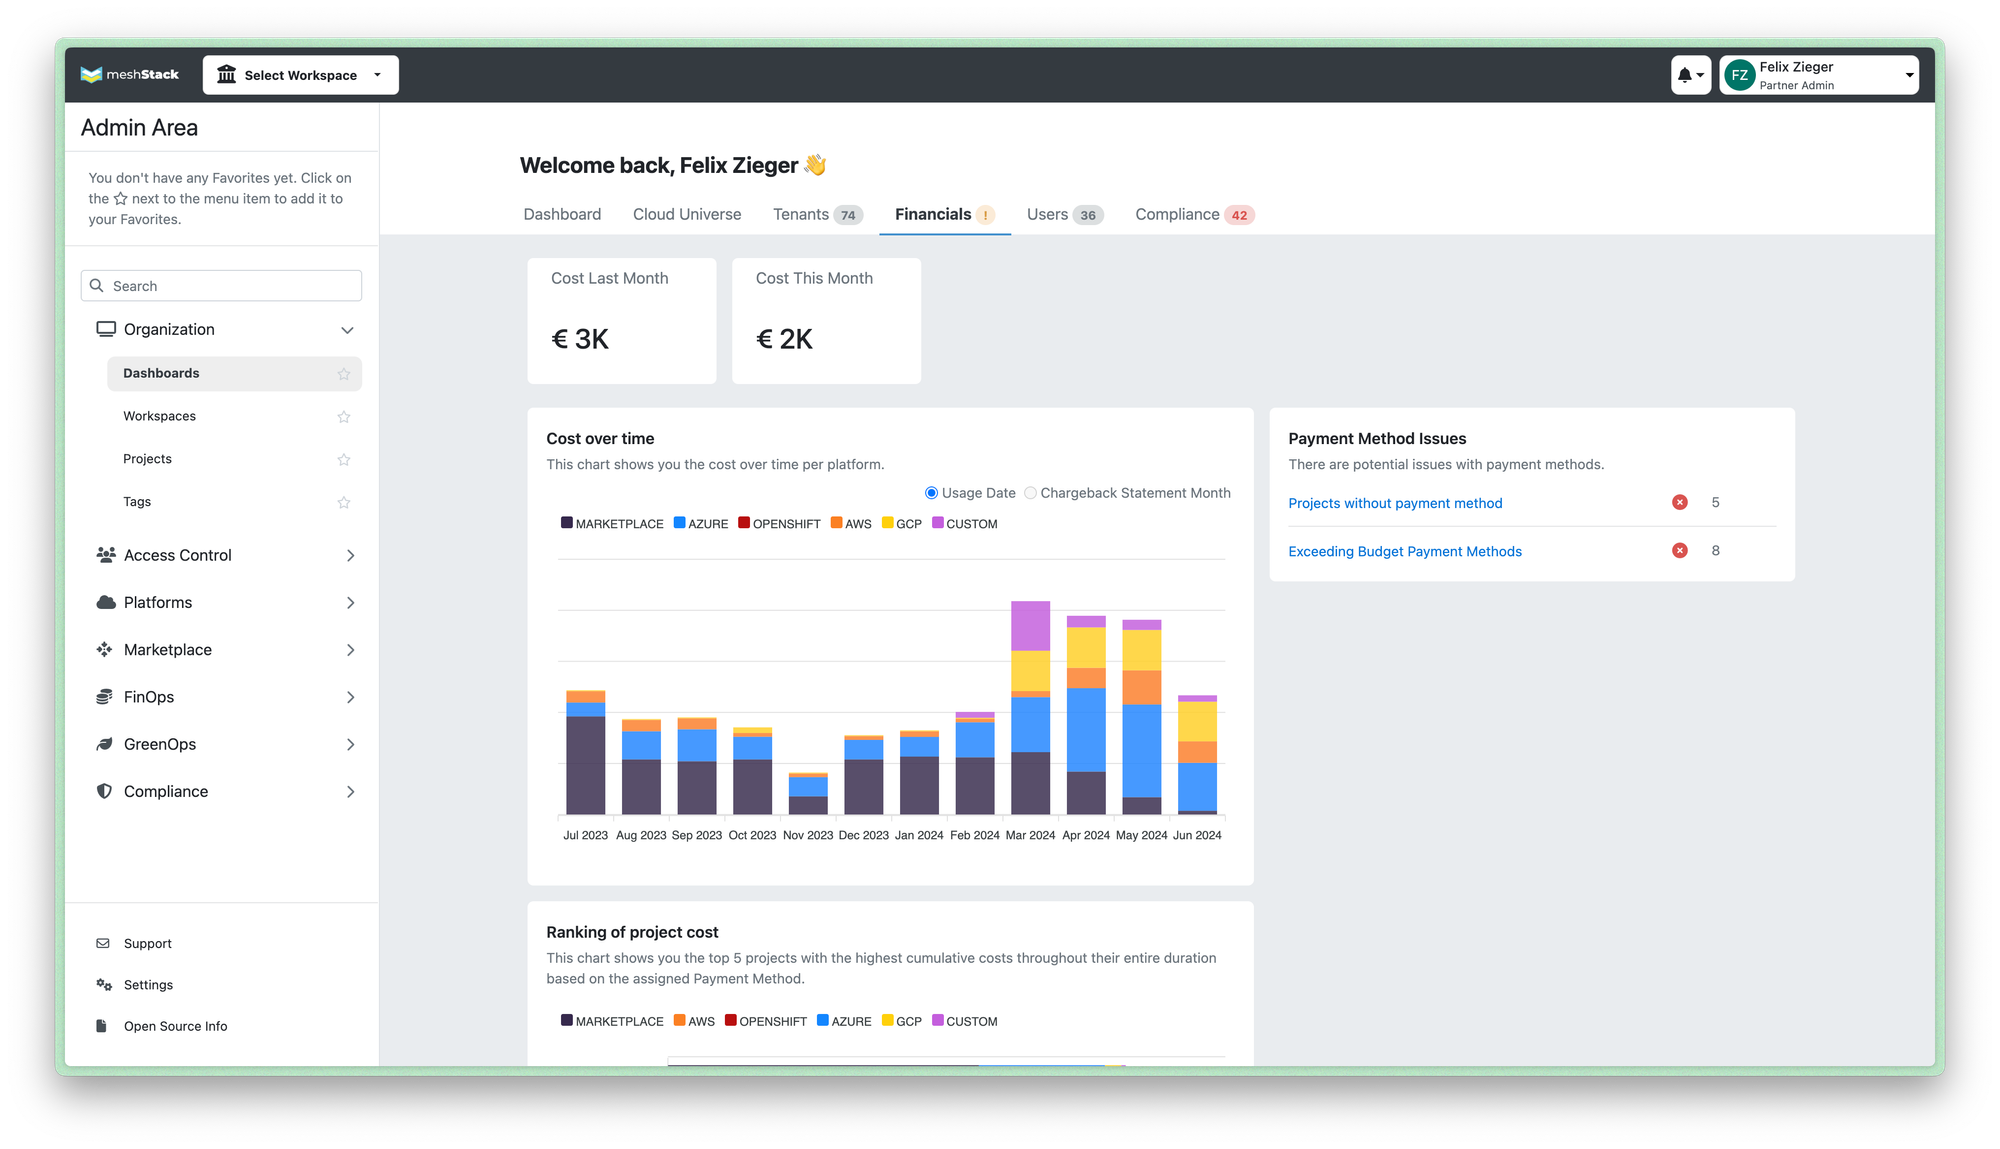 meshStack
Select Workspace
FZ
Felix Zieger
Partner Admin
Admin Area
You don't have any Favorites yet. Click on
the ☆ next to the menu item to add it to
your Favorites.
Search
Organization
Dashboards
Workspaces
Projects
Tags
Access Control
Platforms
Marketplace
FinOps
GreenOps
Compliance
Support
Settings
Open Source Info
Welcome back, Felix Zieger 👋
Dashboard Cloud Universe Tenants 74 Financials ! Users 36 Compliance 42
Cost Last Month
€ 3K
Cost This Month
€ 2K
Cost over time
This chart shows you the cost over time per platform.
Usage Date Chargeback Statement Month
MARKETPLACE AZURE OPENSHIFT AWS GCP CUSTOM
Jul 2023 Aug 2023 Sep 2023 Oct 2023 Nov 2023 Dec 2023 Jan 2024 Feb 2024 Mar 2024 Apr 2024 May 2024 Jun 2024
Payment Method Issues
There are potential issues with payment methods.
Projects without payment method 5
Exceeding Budget Payment Methods 8
Ranking of project cost
This chart shows you the top 5 projects with the highest cumulative costs throughout their entire duration
based on the assigned Payment Method.
MARKETPLACE AWS OPENSHIFT AZURE GCP CUSTOM